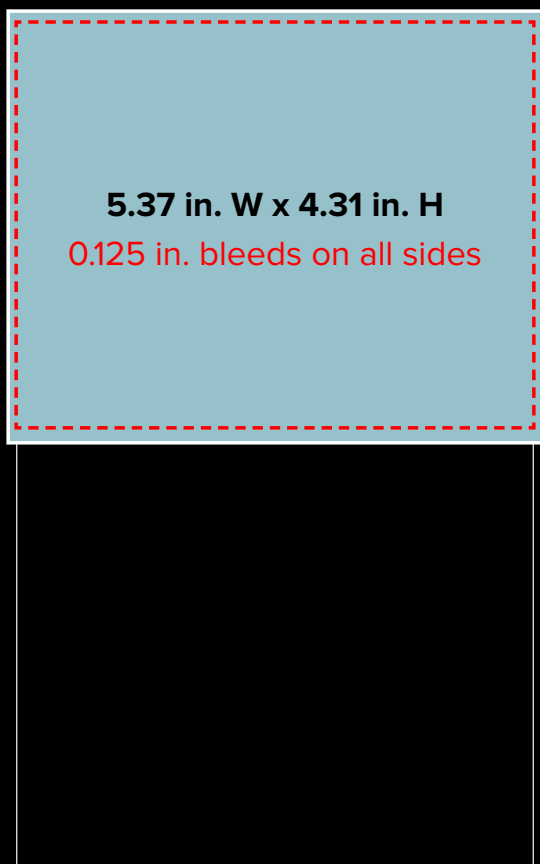 5.37 in. W x 4.31 in. H
0.125 in. bleeds on all sides